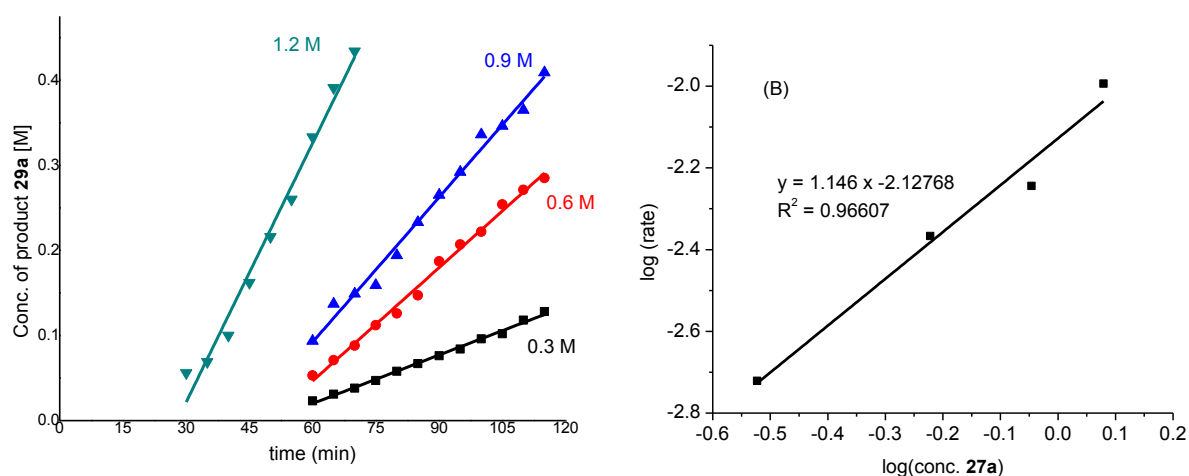 1.2 M
0.9 M
0.6 M
0.3 M
Conc. of product 29a [M]
0.4
0.3
0.2
0.1
0.0
0 15 30 45 60 75 90 105 120
time (min)
(B)
y = 1.146 x -2.12768
R² = 0.96607
log (rate)
-2.0
-2.2
-2.4
-2.6
-2.8
-0.6 -0.5 -0.4 -0.3 -0.2 -0.1 0.0 0.1 0.2
log(conc. 27a)